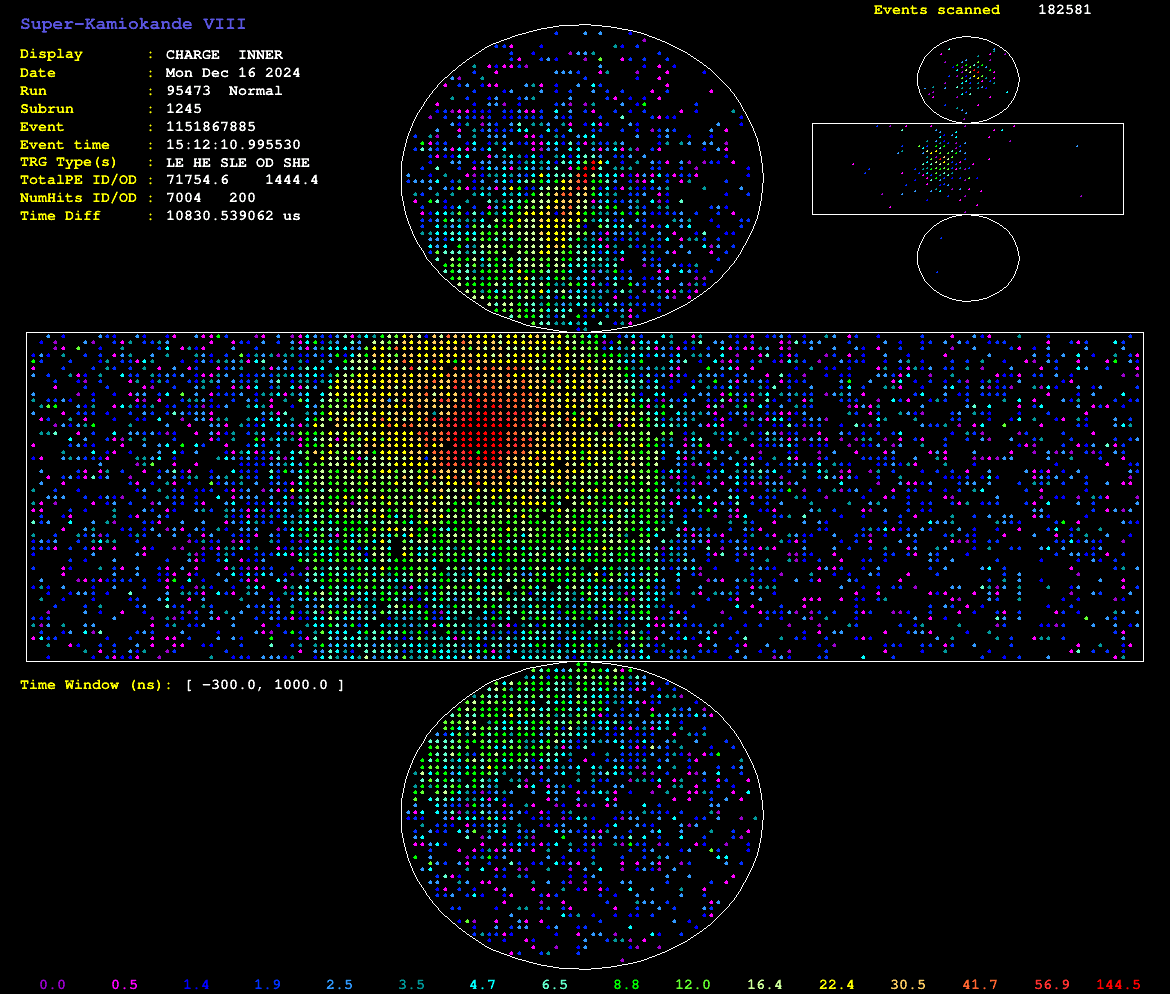 Super-Kamiokande VIII
Events scanned 182581
Display : CHARGE INNER
Date : Mon Dec 16 2024
Run : 95473 Normal
Subrun : 1245
Event : 1151867885
Event time : 15:12:10.995530
TRG Type(s) : LE HE SLE OD SHE
TotalPE ID/OD : 71754.6 1444.4
NumHits ID/OD : 7004 200
Time Diff : 10830.539062 us
Time Window (ns): [ −300.0, 1000.0 ]
0.0 0.5 1.4 1.9 2.5 3.5 4.7 6.5 8.8 12.0 16.4 22.4 30.5 41.7 56.9 144.5